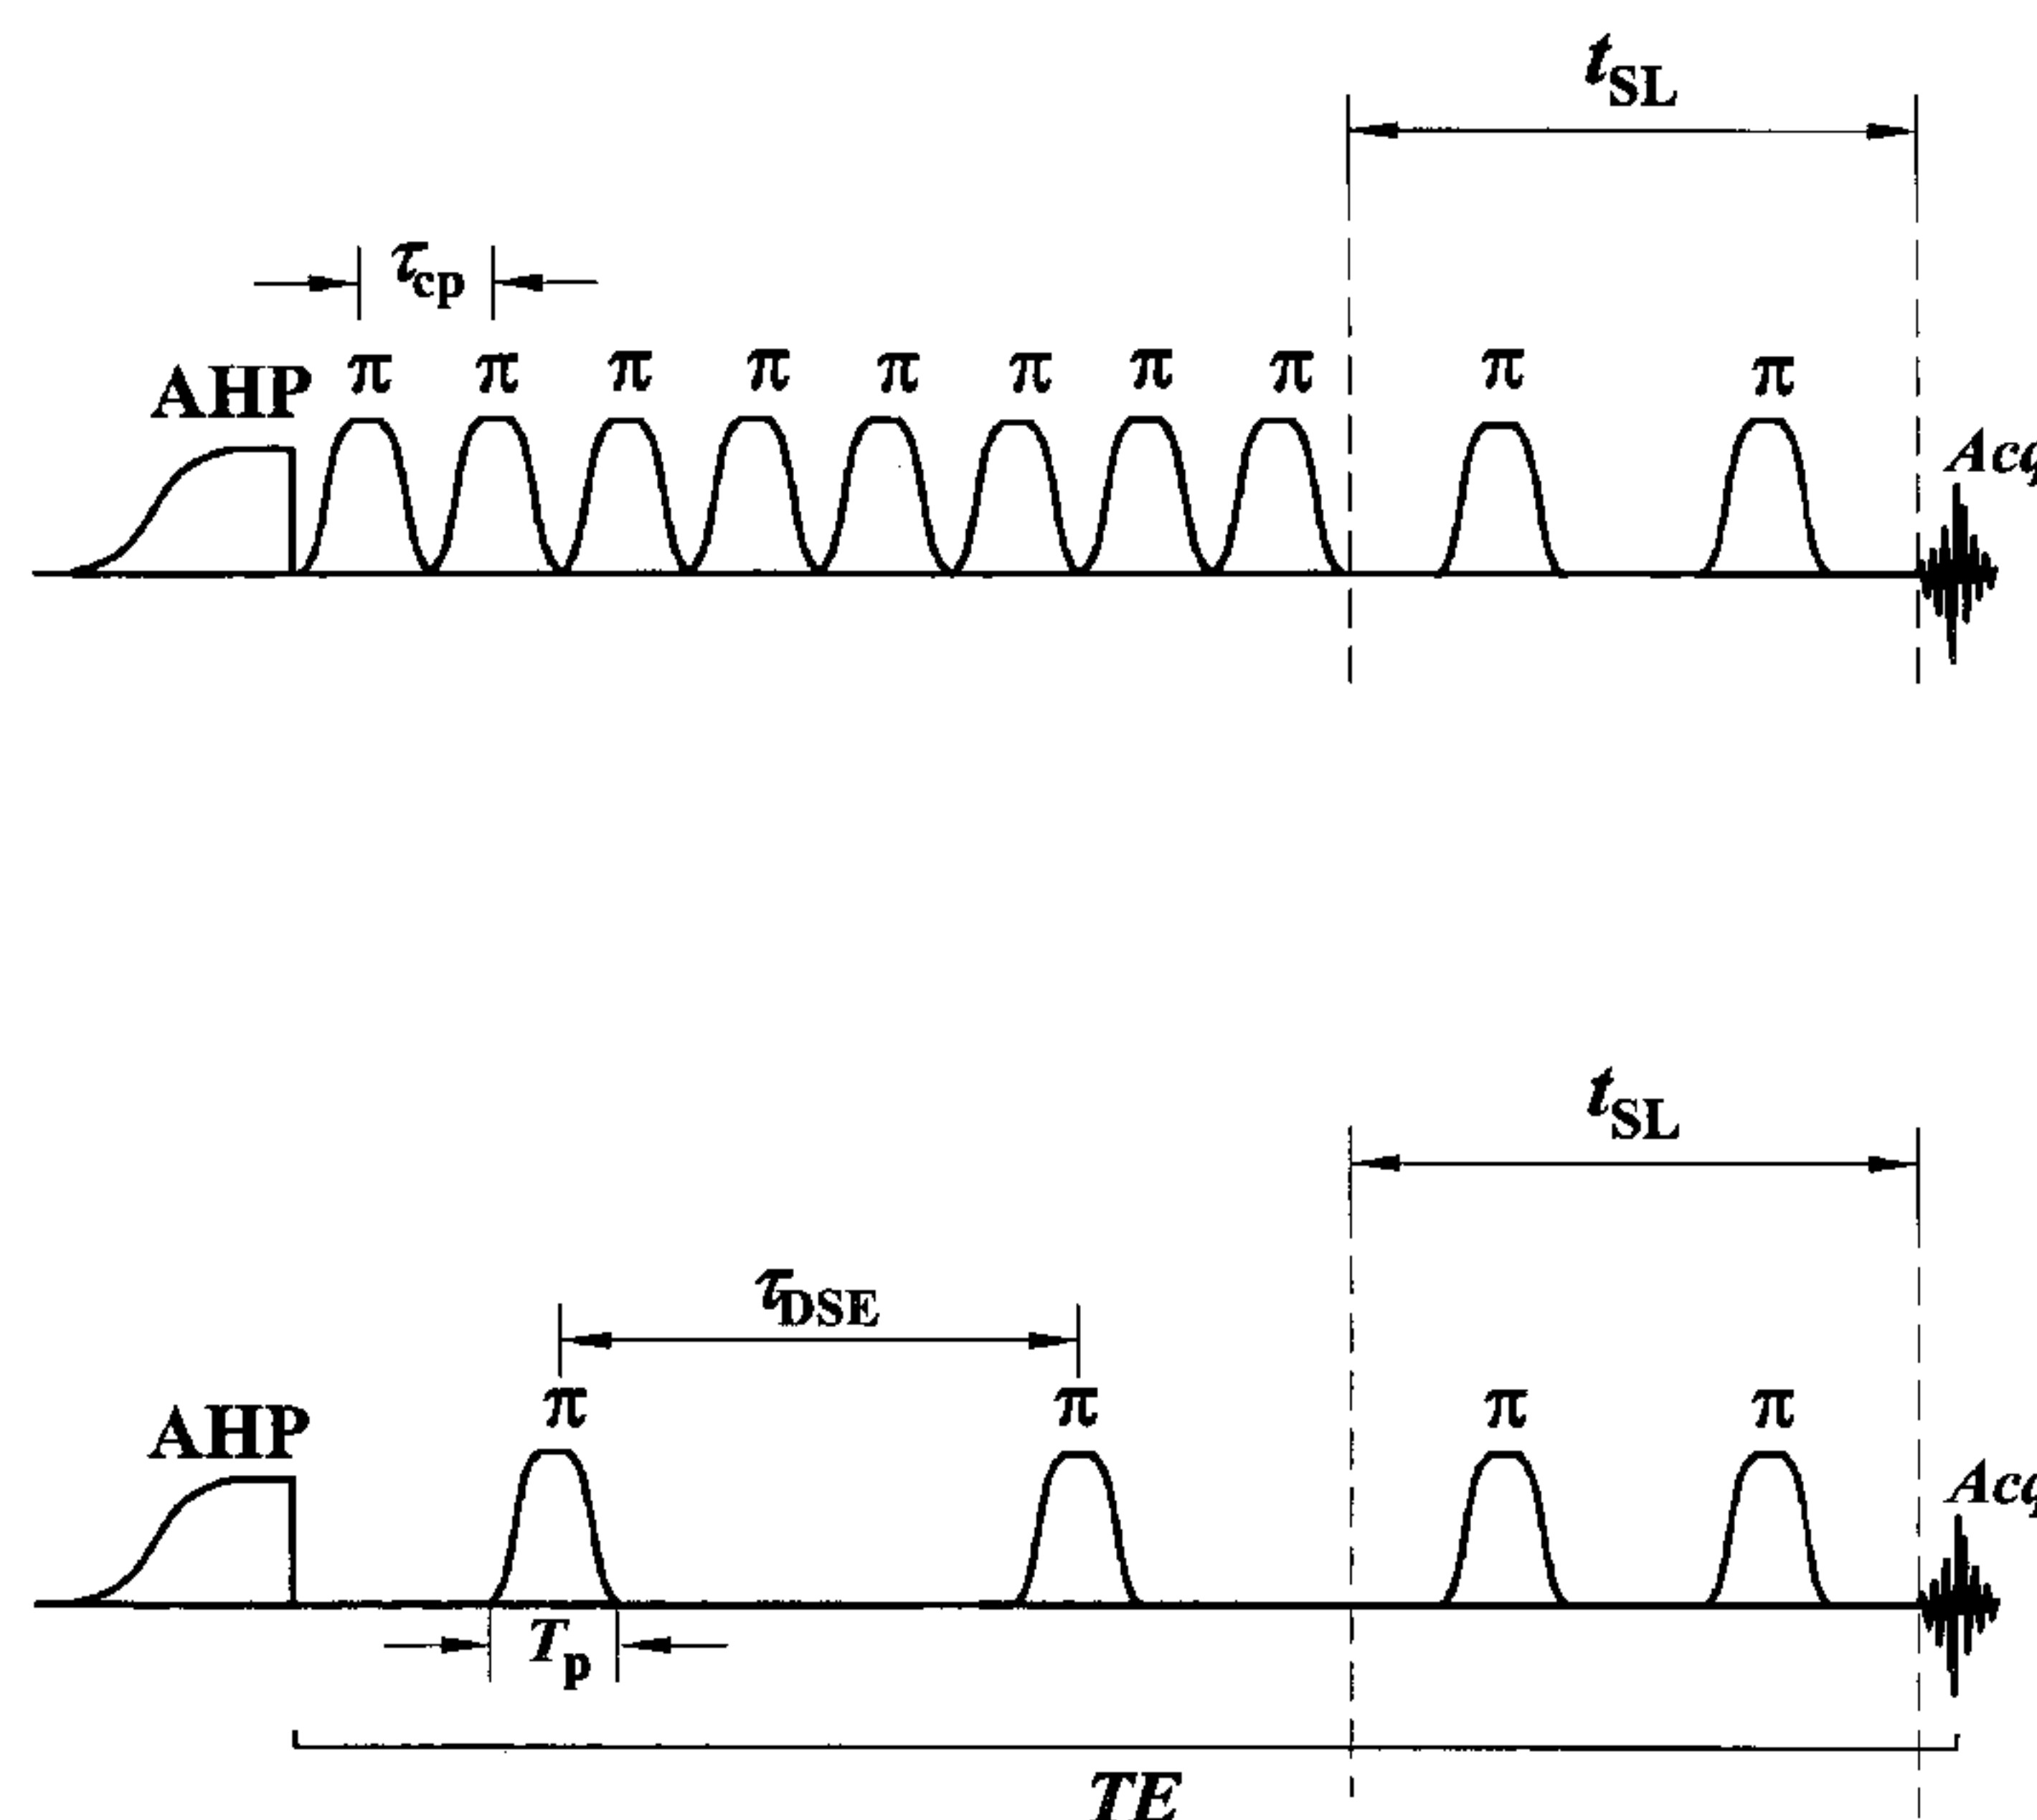 t_SL
τ_cp
AHP π π π π π π π π π π
Acq
t_SL
τ_DSE
AHP π π π π
Acq
T_p
TE